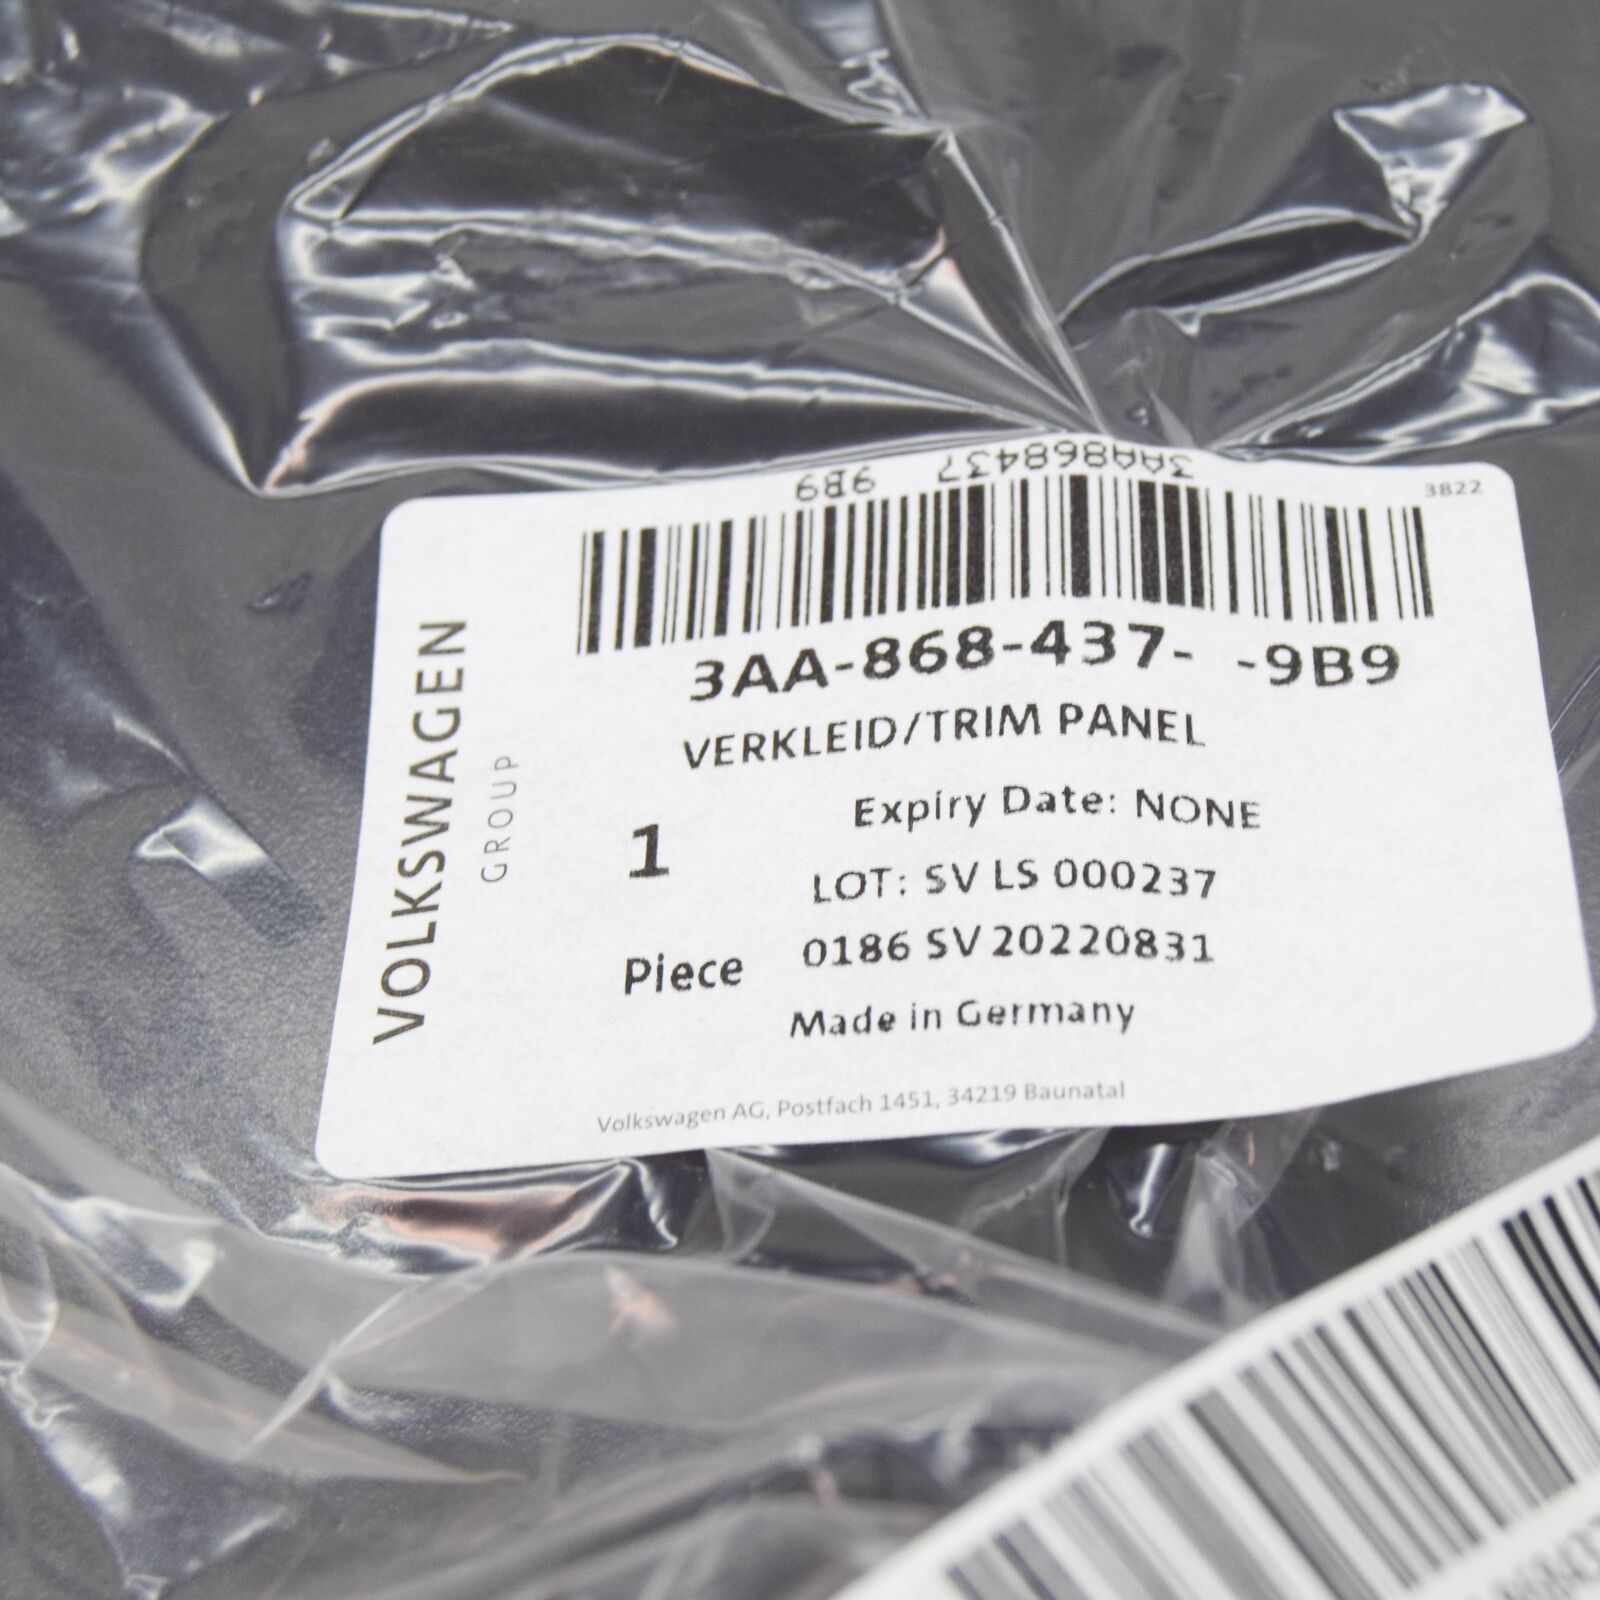 3AA868437 9B9
3822
3AA-868-437- -9B9
VERKLEID/TRIM PANEL
Expiry Date: NONE
1
LOT: SV LS 000237
0186 SV 20220831
Piece
Made in Germany
Volkswagen AG, Postfach 1451, 34219 Baunatal
VOLKSWAGEN
GROUP